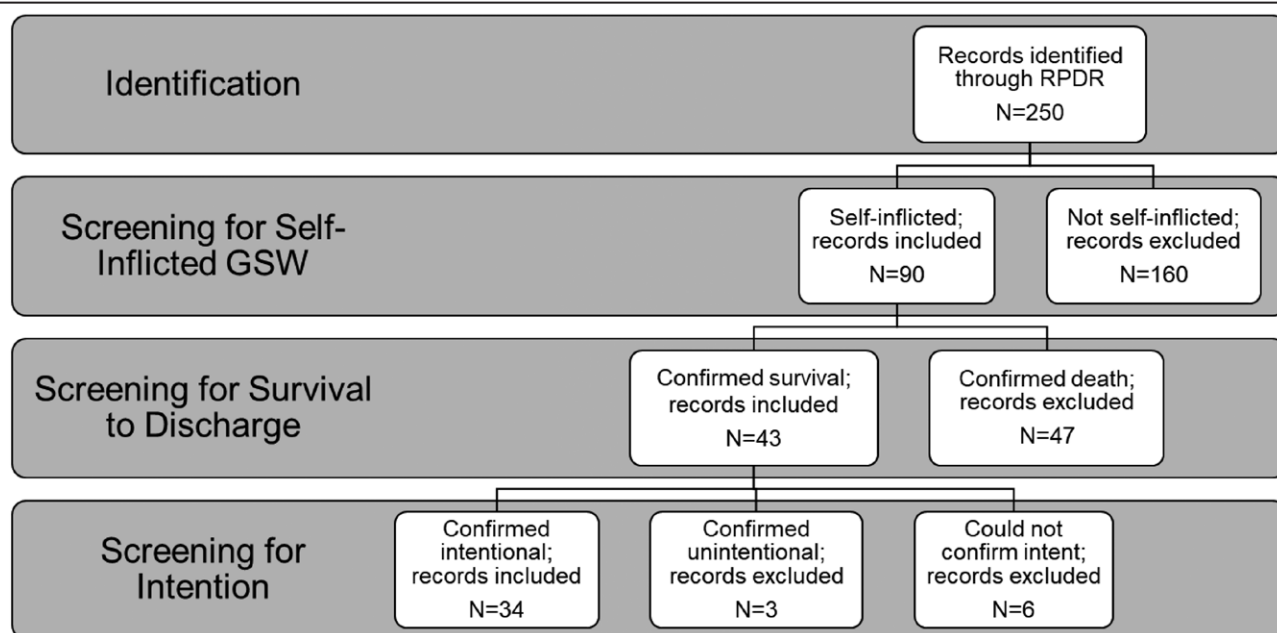 Identification
Records identified
through RPDR
N=250
Screening for Self-
Inflicted GSW
Self-inflicted;
records included
N=90
Not self-inflicted;
records excluded
N=160
Screening for Survival
to Discharge
Confirmed survival;
records included
N=43
Confirmed death;
records excluded
N=47
Screening for
Intention
Confirmed
intentional;
records included
N=34
Confirmed
unintentional;
records excluded
N=3
Could not
confirm intent;
records excluded
N=6